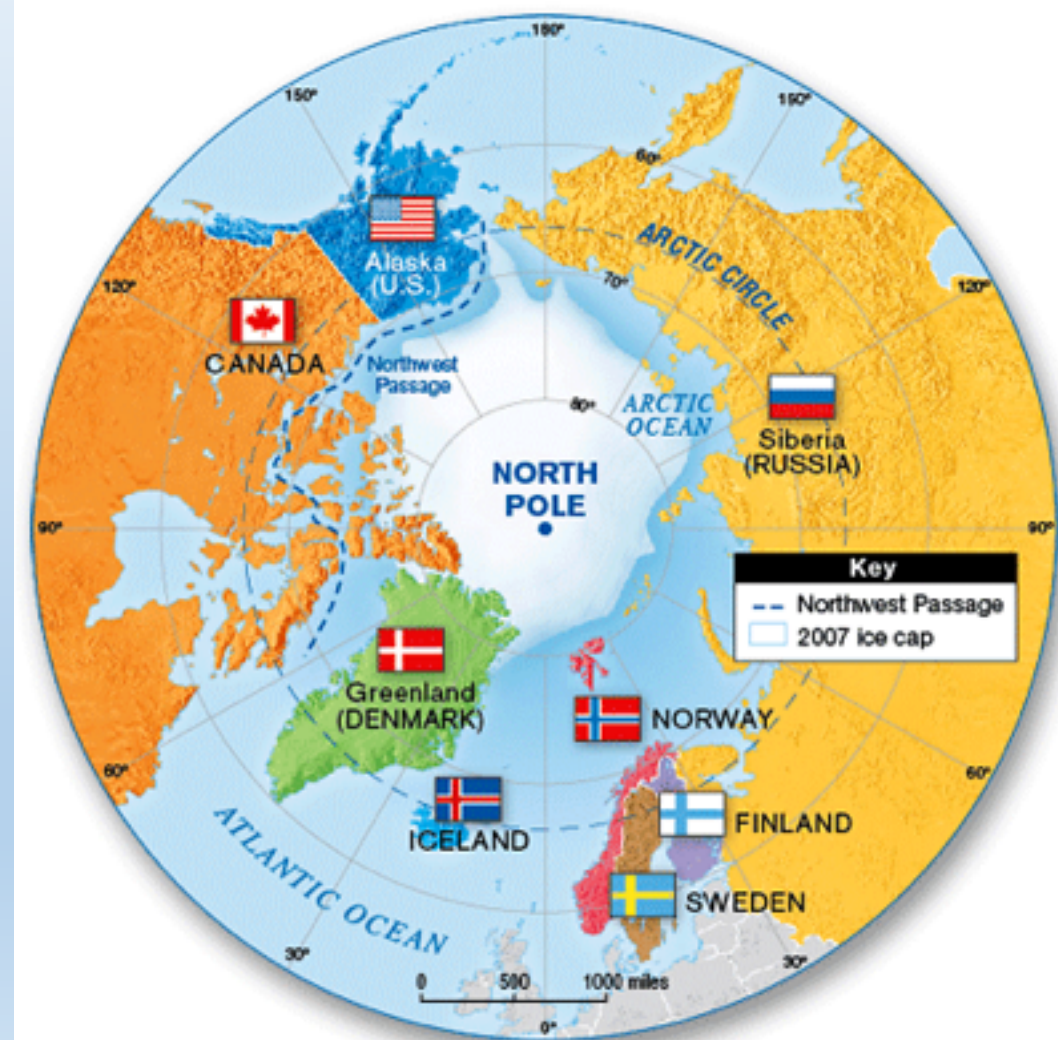 180°
150°
150°
60°
ARCTIC CIRCLE
Alaska
(U.S.)
70°
120°
120°
CANADA
Northwest
Passage
80°
ARCTIC
OCEAN
Siberia
(RUSSIA)
NORTH
POLE
90°
90°
Key
Northwest Passage
2007 ice cap
Greenland
(DENMARK)
NORWAY
60°
60°
ICELAND
FINLAND
ATLANTIC OCEAN
SWEDEN
30°
30°
0 500 1000 miles
0°